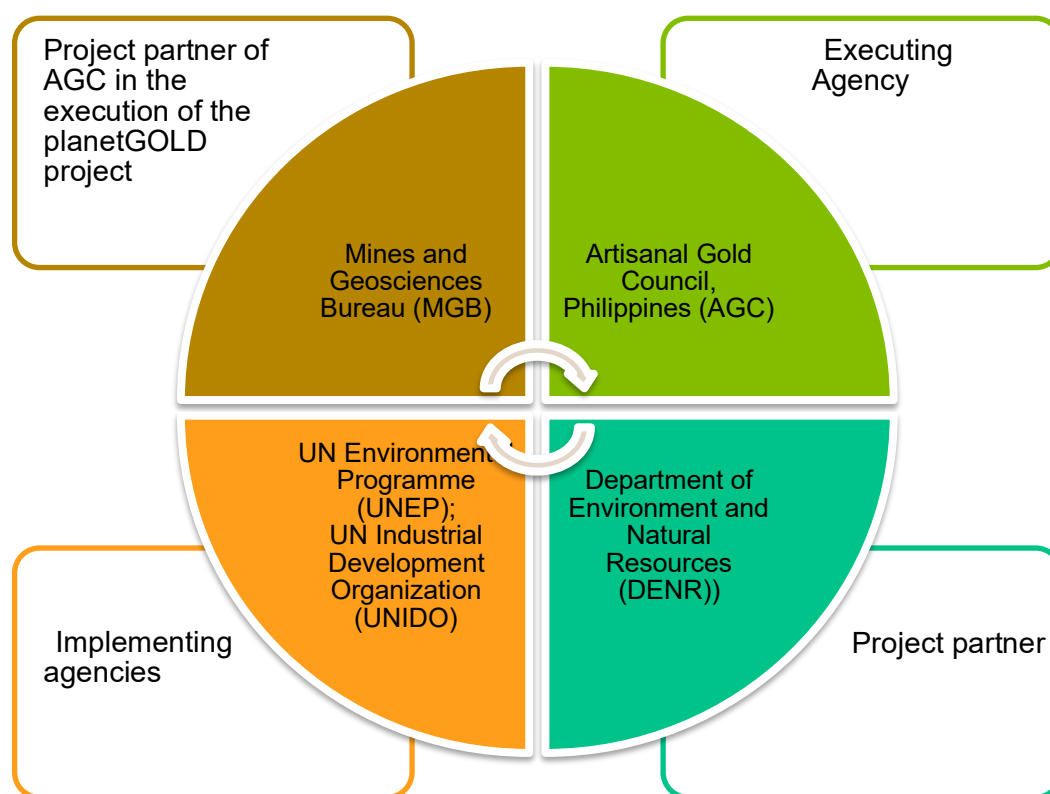 Project partner of
AGC in the
execution of the
planetGOLD
project
Executing
Agency
Mines and
Geosciences
Bureau (MGB)
Artisanal Gold
Council,
Philippines (AGC)
UN Environment
Programme
(UNEP);
UN Industrial
Development
Organization
(UNIDO)
Department of
Environment and
Natural
Resources
(DENR))
Implementing
agencies
Project partner